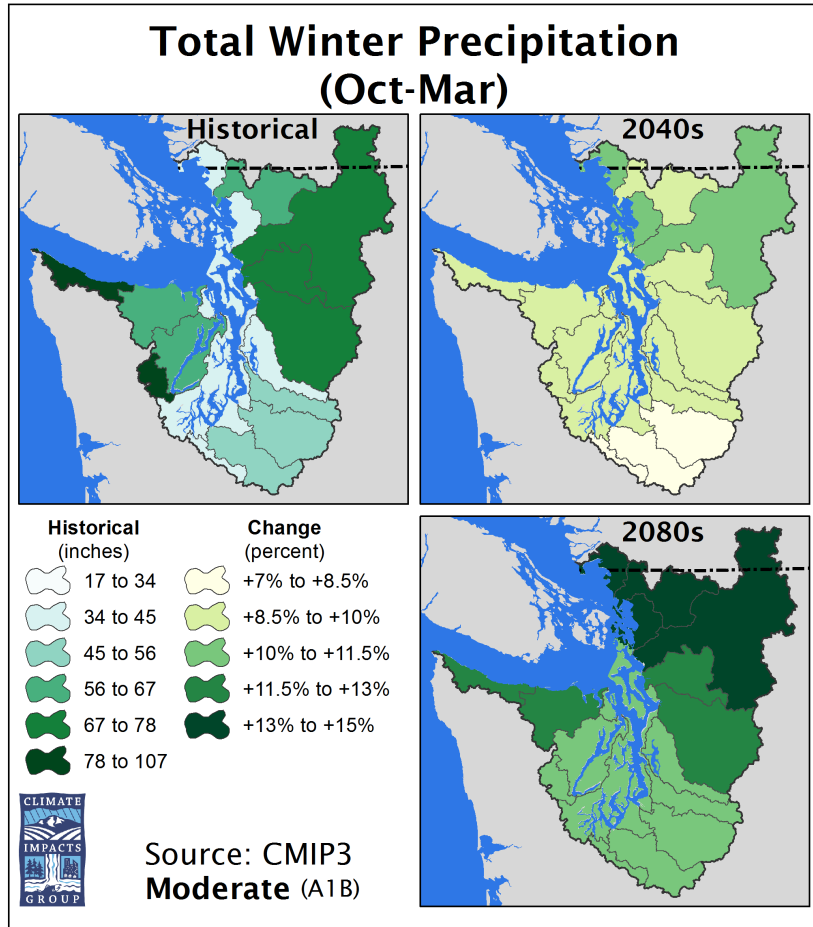 Total Winter Precipitation
(Oct-Mar)
Historical
2040s
Historical
(inches)
17 to 34
34 to 45
45 to 56
56 to 67
67 to 78
78 to 107
Change
(percent)
+7% to +8.5%
+8.5% to +10%
+10% to +11.5%
+11.5% to +13%
+13% to +15%
2080s
CLIMATE
IMPACTS
GROUP
Source: CMIP3
Moderate (A1B)